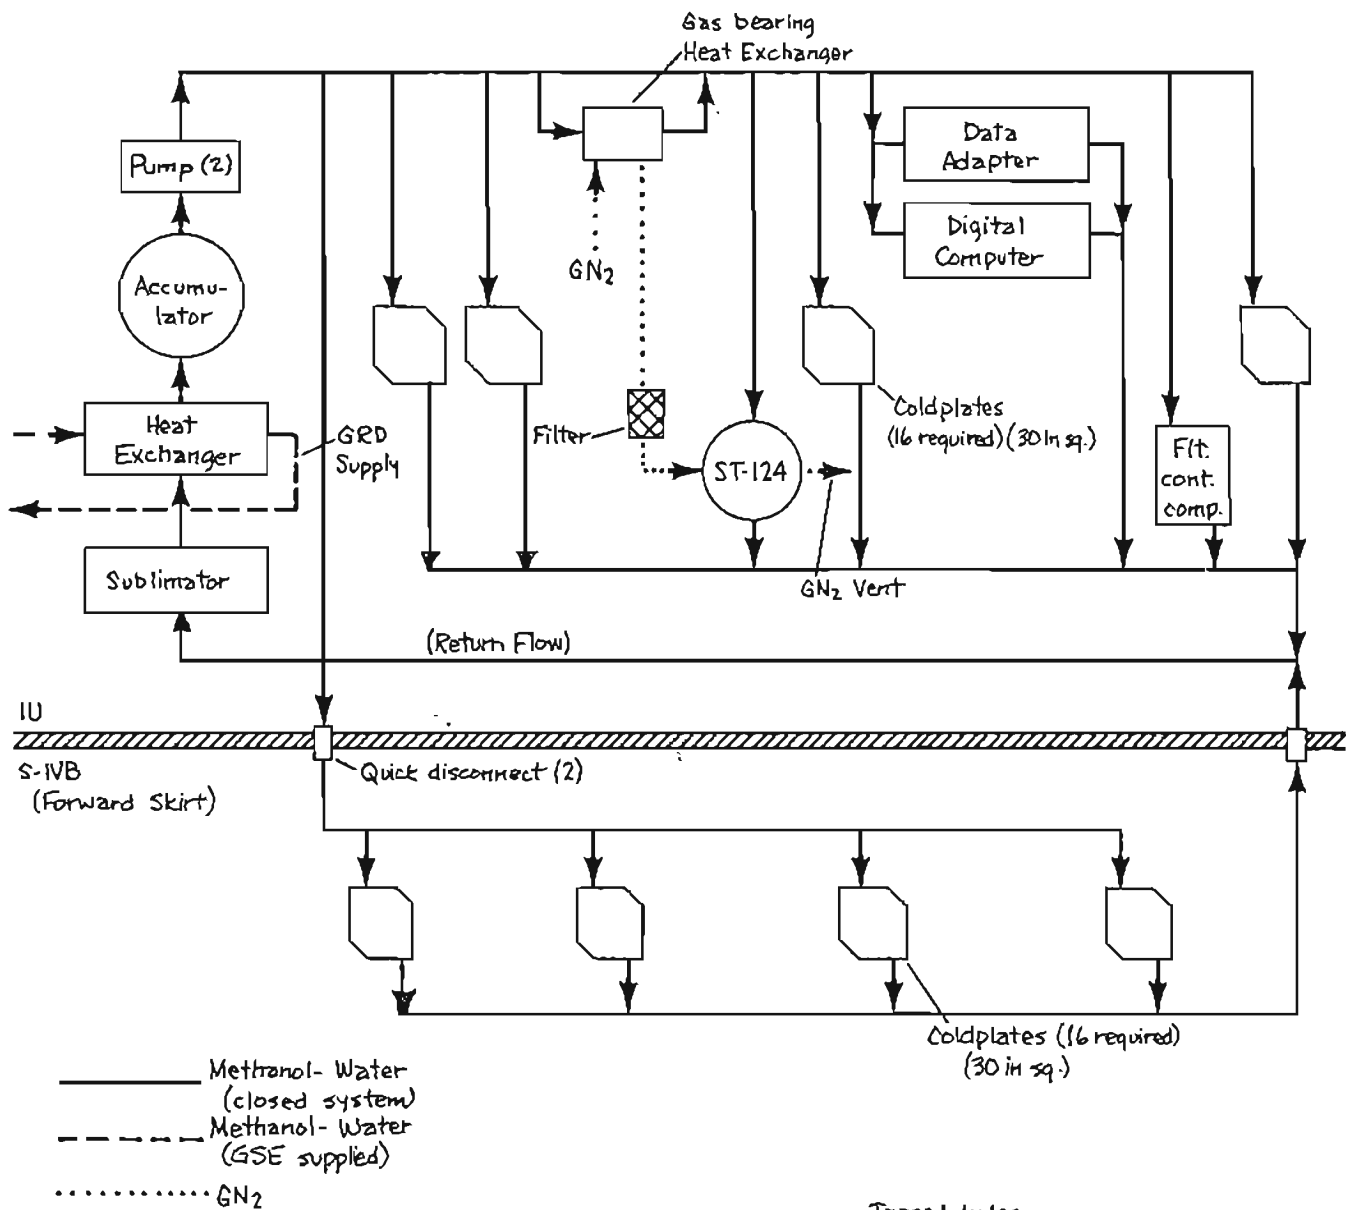 Gas bearing
Heat Exchanger
Pump (2)
Data
Adapter
Digital
Computer
GN2
Accumu-
lator
Coldplates
(16 required) (30 in sq.)
Heat
Exchanger
GRD
Supply
Filter
ST-124
Flt.
cont.
comp.
Sublimator
GN2 Vent
(Return Flow)
IU
S-IVB
(Forward Skirt)
Quick disconnect (2)
Coldplates (16 required)
(30 in sq.)
Methanol- Water
(closed system)
Methanol- Water
(GSE supplied)
GN2